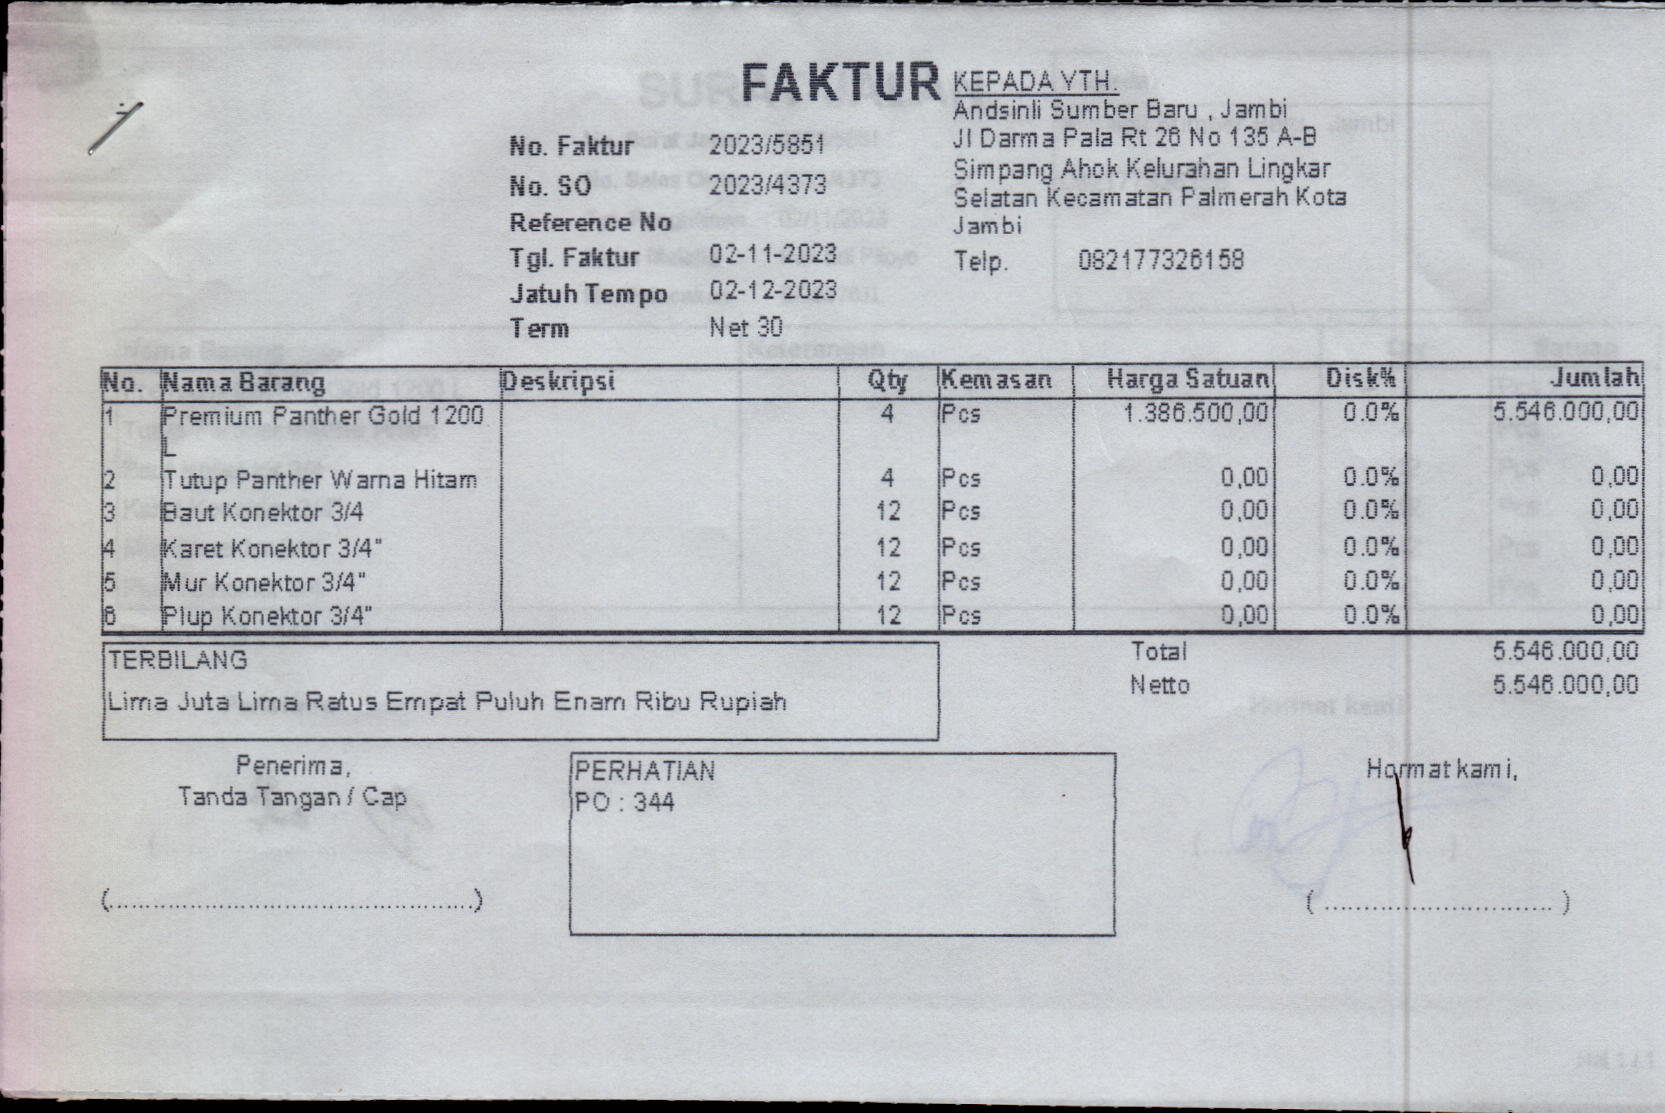 FAKTUR
KEPADA YTH.
Andsinli Sumber Baru , Jambi
Jl Darma Pala Rt 26 No 135 A-B
Simpang Ahok Kelurahan Lingkar
Selatan Kecamatan Palmerah Kota
Jambi
Telp. 082177326158
No. Faktur 2023/5851
No. SO 2023/4373
Reference No
Tgl. Faktur 02-11-2023
Jatuh Tempo 02-12-2023
Term Net 30
No. Nama Barang Deskripsi Qty Kemasan Harga Satuan Disk% Jumlah
1 Premium Panther Gold 1200 4 Pcs 1.386.500,00 0.0% 5.546.000,00
L
2 Tutup Panther Warna Hitam 4 Pcs 0,00 0.0% 0,00
3 Baut Konektor 3/4 12 Pcs 0,00 0.0% 0,00
4 Karet Konektor 3/4" 12 Pcs 0,00 0.0% 0,00
5 Mur Konektor 3/4" 12 Pcs 0,00 0.0% 0,00
6 Plup Konektor 3/4" 12 Pcs 0,00 0.0% 0,00
Total 5.546.000,00
Netto 5.546.000,00
TERBILANG
Lima Juta Lima Ratus Empat Puluh Enam Ribu Rupiah
Penerima,
Tanda Tangan / Cap
(..................................................)
PERHATIAN
PO : 344
Hormat kami,
( ............................. )